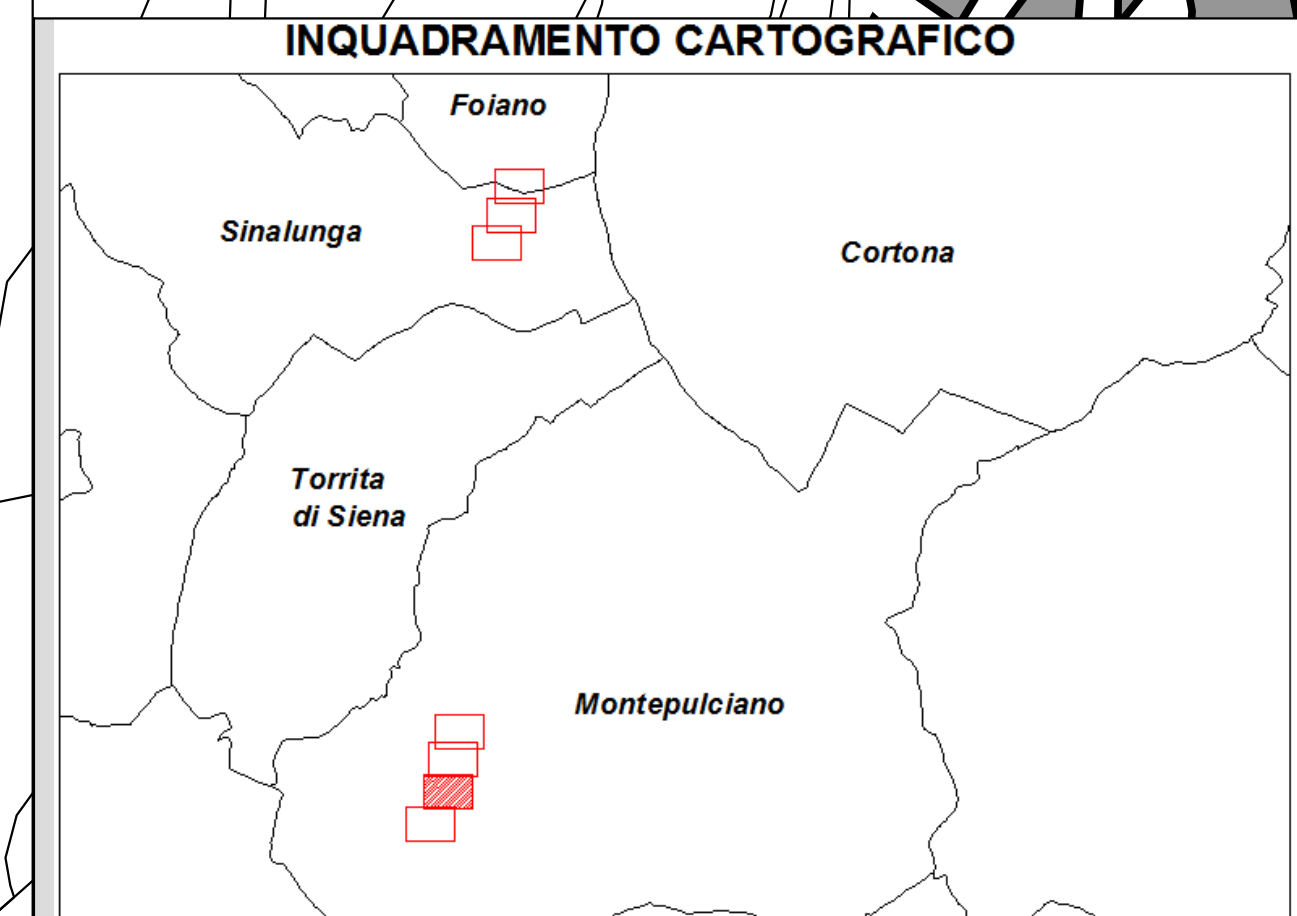 INQUADRAMENTO CARTOGRAFICO
Foiano
Sinalunga
Cortona
Torrita
di Siena
Montepulciano